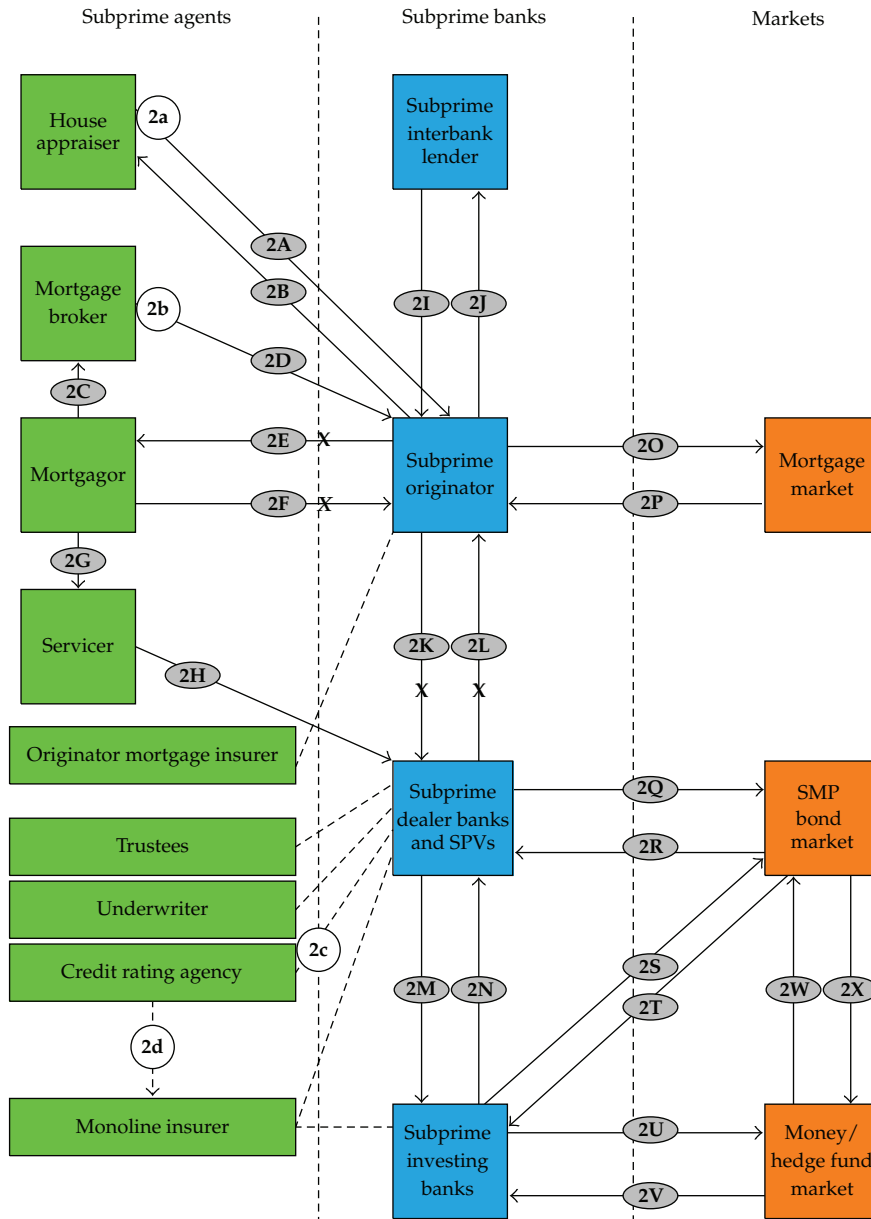 Subprime agents
Subprime banks
Markets
House
appraiser
2a
Subprime
interbank
lender
2A
2B
2I
2J
Mortgage
broker
2b
2D
2C
Mortgagor
2E
X
2F
X
Subprime
originator
2O
2P
Mortgage
market
2G
Servicer
2H
2K
2L
X
X
Originator mortgage insurer
Trustees
Underwriter
Credit rating agency
2c
Subprime
dealer banks
and SPVs
2Q
2R
SMP
bond
market
2S
2T
2M
2N
2W
2X
2d
Monoline insurer
Subprime
investing
banks
2U
2V
Money/
hedge fund
market